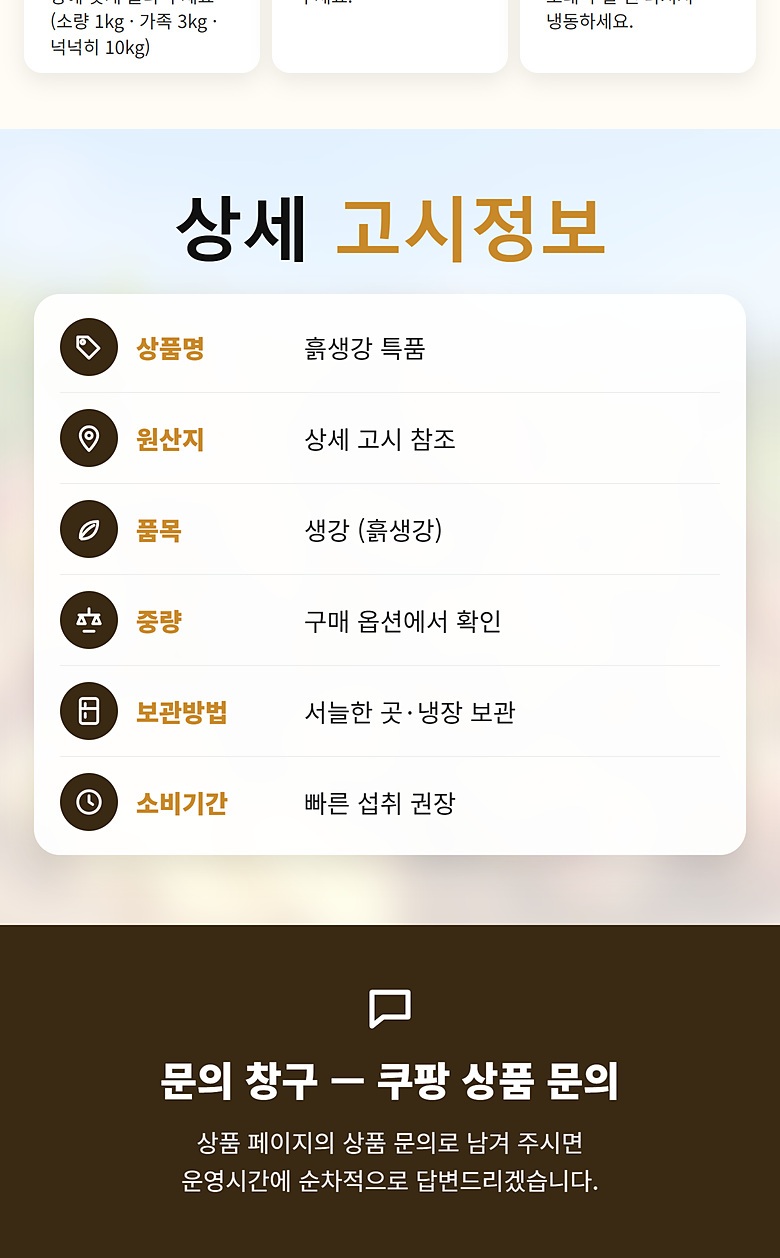 (소량 1kg · 가족 3kg ·
넉넉히 10kg)
냉동하세요.
상세 고시정보
상품명 흙생강 특품
원산지 상세 고시 참조
품목 생강 (흙생강)
중량 구매 옵션에서 확인
보관방법 서늘한 곳·냉장 보관
소비기간 빠른 섭취 권장
문의 창구 — 쿠팡 상품 문의
상품 페이지의 상품 문의로 남겨 주시면
운영시간에 순차적으로 답변드리겠습니다.